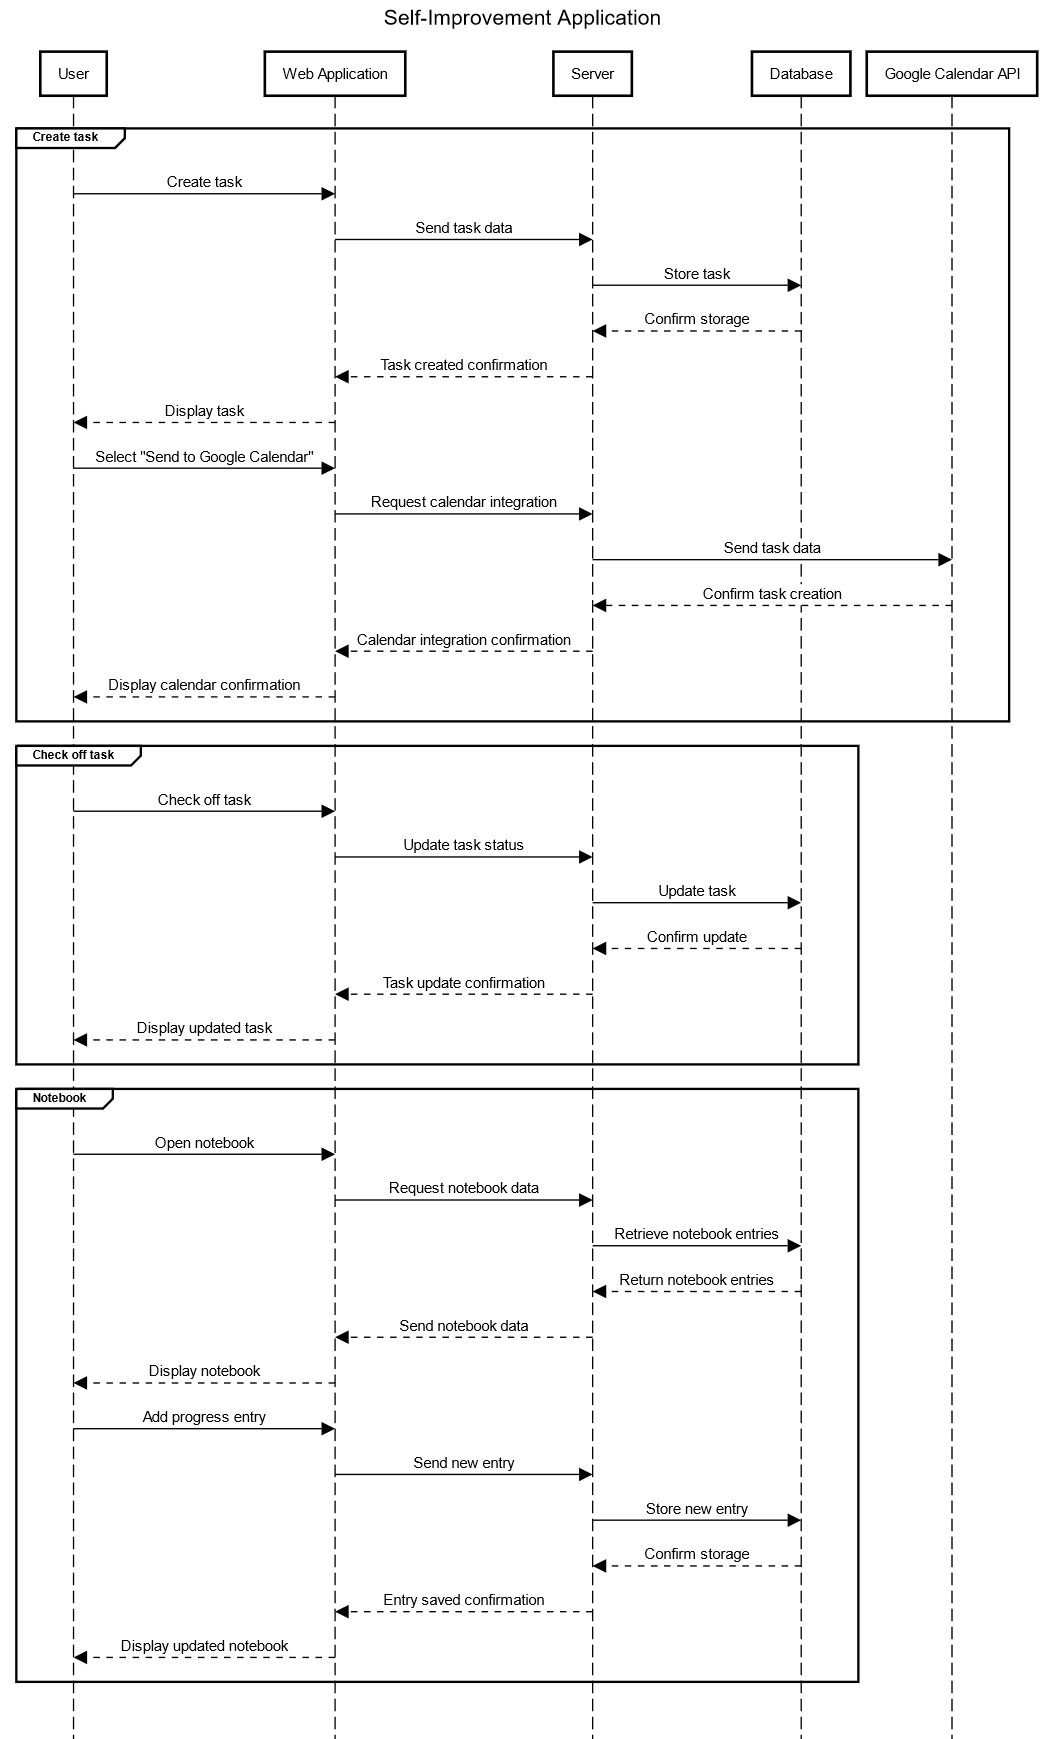 Self-Improvement Application
User
Web Application
Server
Database
Google Calendar API
Create task
Create task
Send task data
Store task
Confirm storage
Task created confirmation
Display task
Select "Send to Google Calendar"
Request calendar integration
Send task data
Confirm task creation
Calendar integration confirmation
Display calendar confirmation
Check off task
Check off task
Update task status
Update task
Confirm update
Task update confirmation
Display updated task
Notebook
Open notebook
Request notebook data
Retrieve notebook entries
Return notebook entries
Send notebook data
Display notebook
Add progress entry
Send new entry
Store new entry
Confirm storage
Entry saved confirmation
Display updated notebook